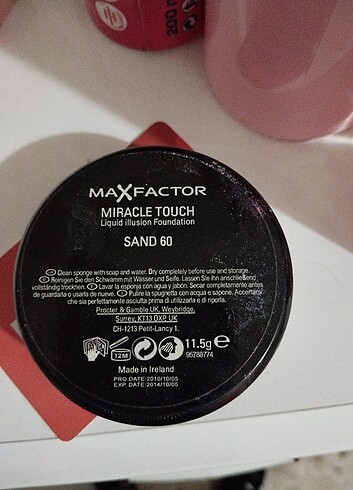 200 m
MAXFACTOR
MIRACLE TOUCH
Liquid illusion Foundation
SAND 60
Clean sponge with soap and water. Dry completely before use and storage.
Reinigen Sie den Schwamm mit Wasser und Seife. Lassen Sie ihn anschließend
vollständig trocknen. Lavar la esponja con agua y jabón. Secar completamente antes
de guardarla o usarla de nuevo. Pulire la spugnetta con acqua e sapone. Accertarsi
che sia perfettamente asciutta prima di utilizzarla e di riporla.
Procter & Gamble UK, Weybridge,
Surrey, KT13 0XP, UK
CH-1213 Petit-Lancy 1.
12M
11.5g e
95788774
Made in Ireland
PRO.DATE:2010/10/05
EXP.DATE:2014/10/05